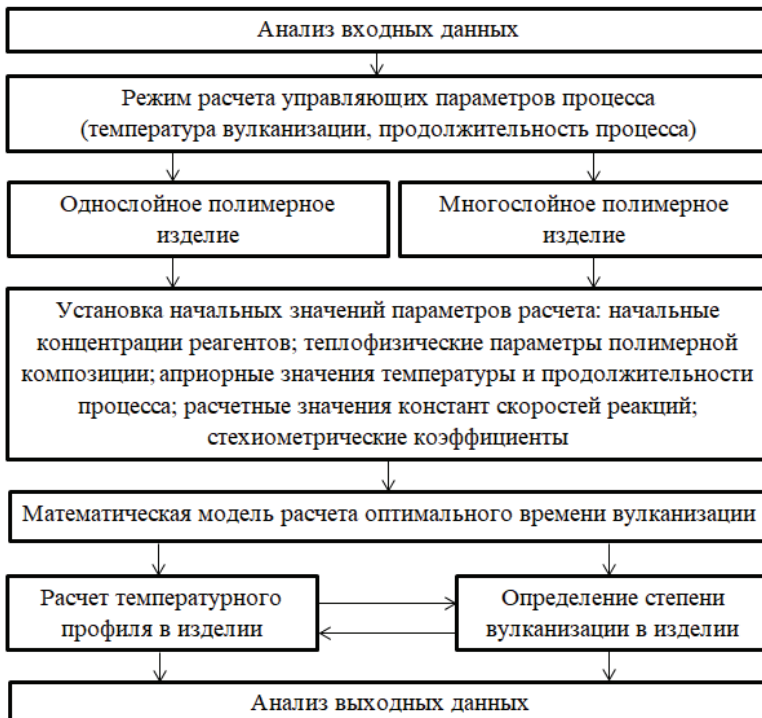 Анализ входных данных
Режим расчета управляющих параметров процесса
(температура вулканизации, продолжительность процесса)
Однослойное полимерное
изделие
Многослойное полимерное
изделие
Установка начальных значений параметров расчета: начальные
концентрации реагентов; теплофизические параметры полимерной
композиции; априорные значения температуры и продолжительности
процесса; расчетные значения констант скоростей реакций;
стехиометрические коэффициенты
Математическая модель расчета оптимального времени вулканизации
Расчет температурного
профиля в изделии
Определение степени
вулканизации в изделии
Анализ выходных данных